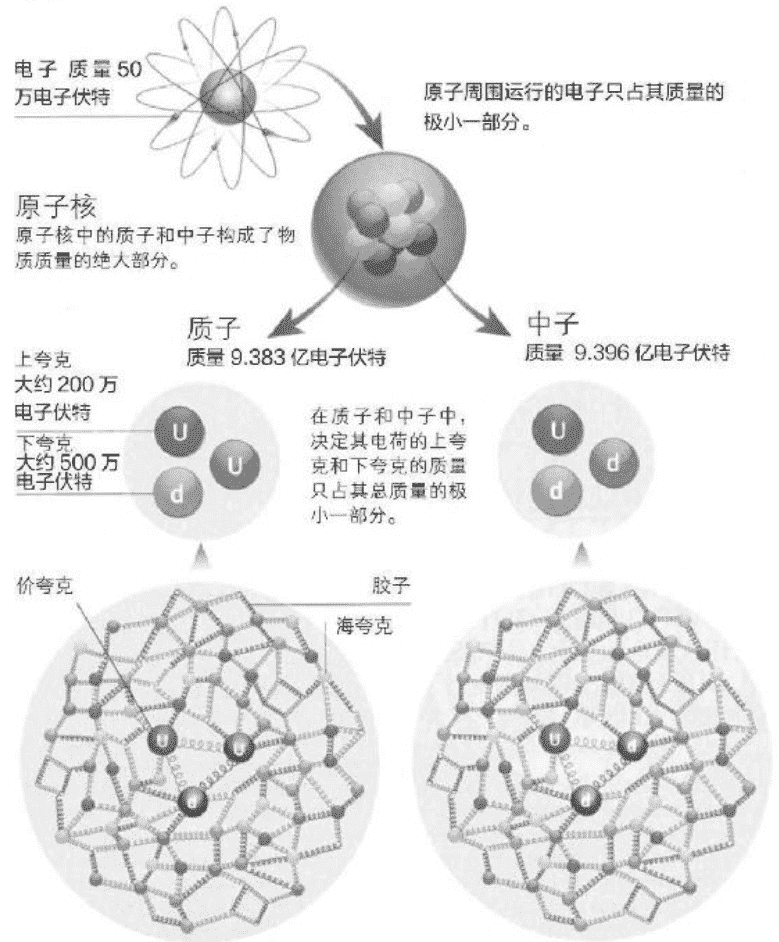 电子 质量 50
万电子伏特
原子周围运行的电子只占其质量的
极小一部分。
原子核
原子核中的质子和中子构成了物
质质量的绝大部分。
质子
质量 9.383 亿电子伏特
中子
质量 9.396 亿电子伏特
上夸克
大约 200 万
电子伏特
下夸克
大约 500 万
电子伏特
U
U
d
在质子和中子中,
决定其电荷的上夸
克和下夸克的质量
只占其总质量的极
小一部分。
U
d
d
价夸克
胶子
海夸克
U
U
d
U
d
d